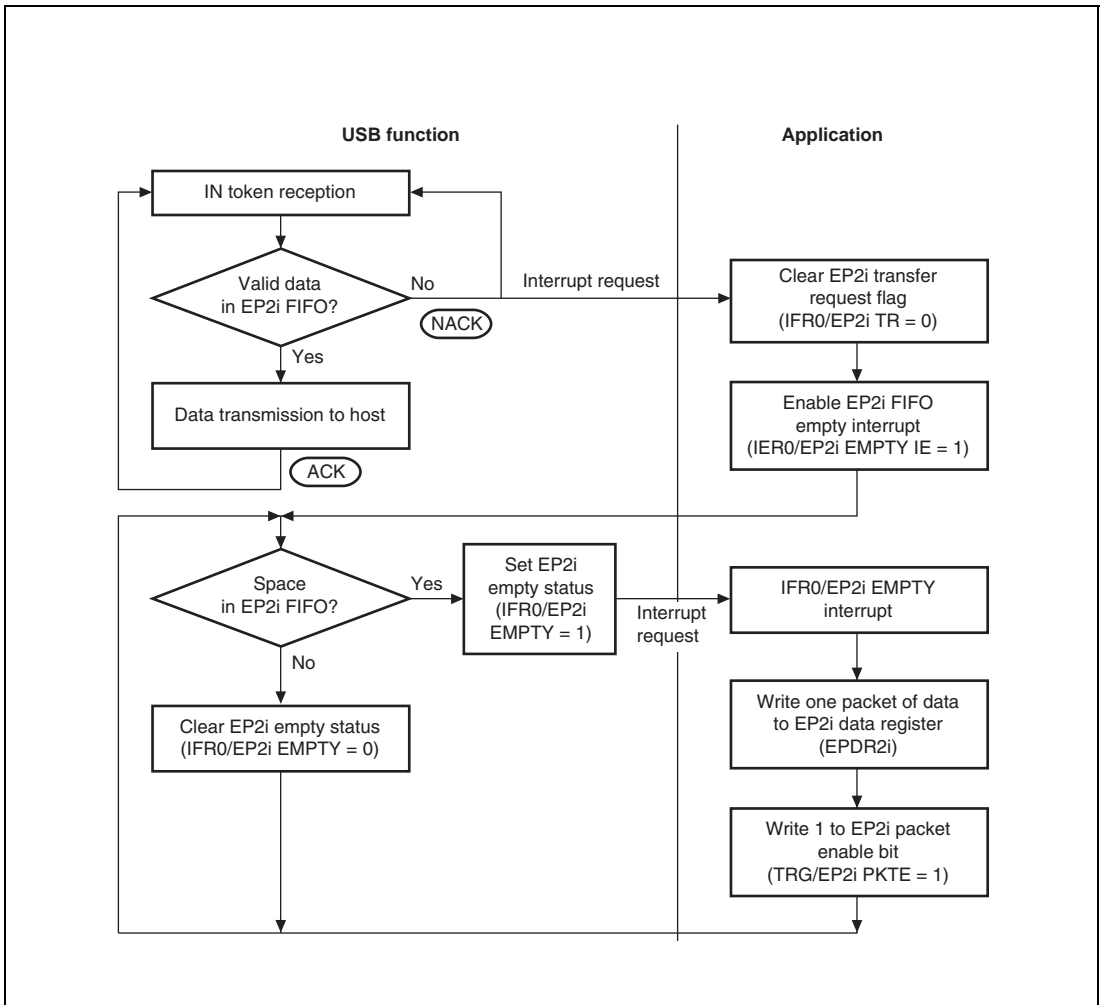 USB function
Application
IN token reception
Valid data
in EP2i FIFO?
No
NACK
Interrupt request
Clear EP2i transfer
request flag
(IFR0/EP2i TR = 0)
Yes
Data transmission to host
ACK
Enable EP2i FIFO
empty interrupt
(IER0/EP2i EMPTY IE = 1)
Space
in EP2i FIFO?
Yes
Set EP2i
empty status
(IFR0/EP2i
EMPTY = 1)
Interrupt
request
IFR0/EP2i EMPTY
interrupt
No
Clear EP2i empty status
(IFR0/EP2i EMPTY = 0)
Write one packet of data
to EP2i data register
(EPDR2i)
Write 1 to EP2i packet
enable bit
(TRG/EP2i PKTE = 1)